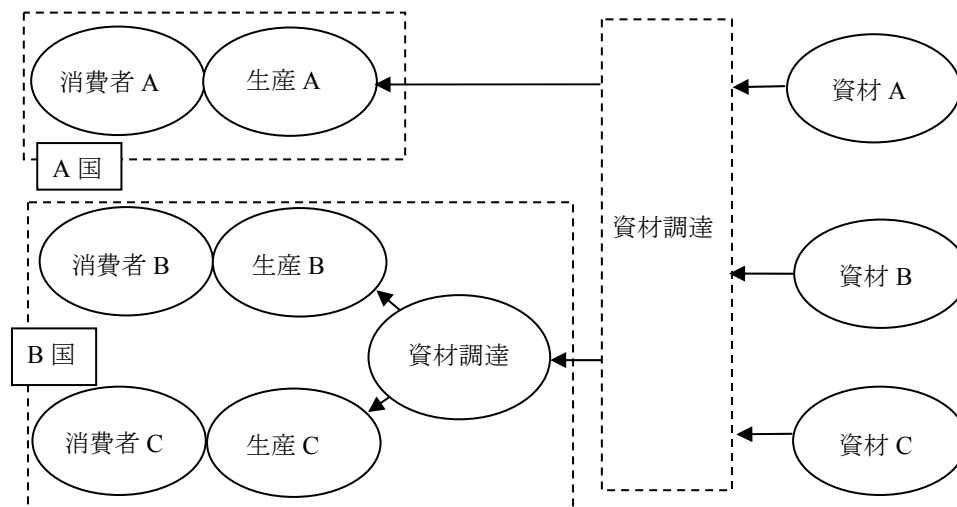 消費者 A
生産 A
資材 A
A 国
資材調達
消費者 B
生産 B
資材 B
B 国
資材調達
消費者 C
生産 C
資材 C